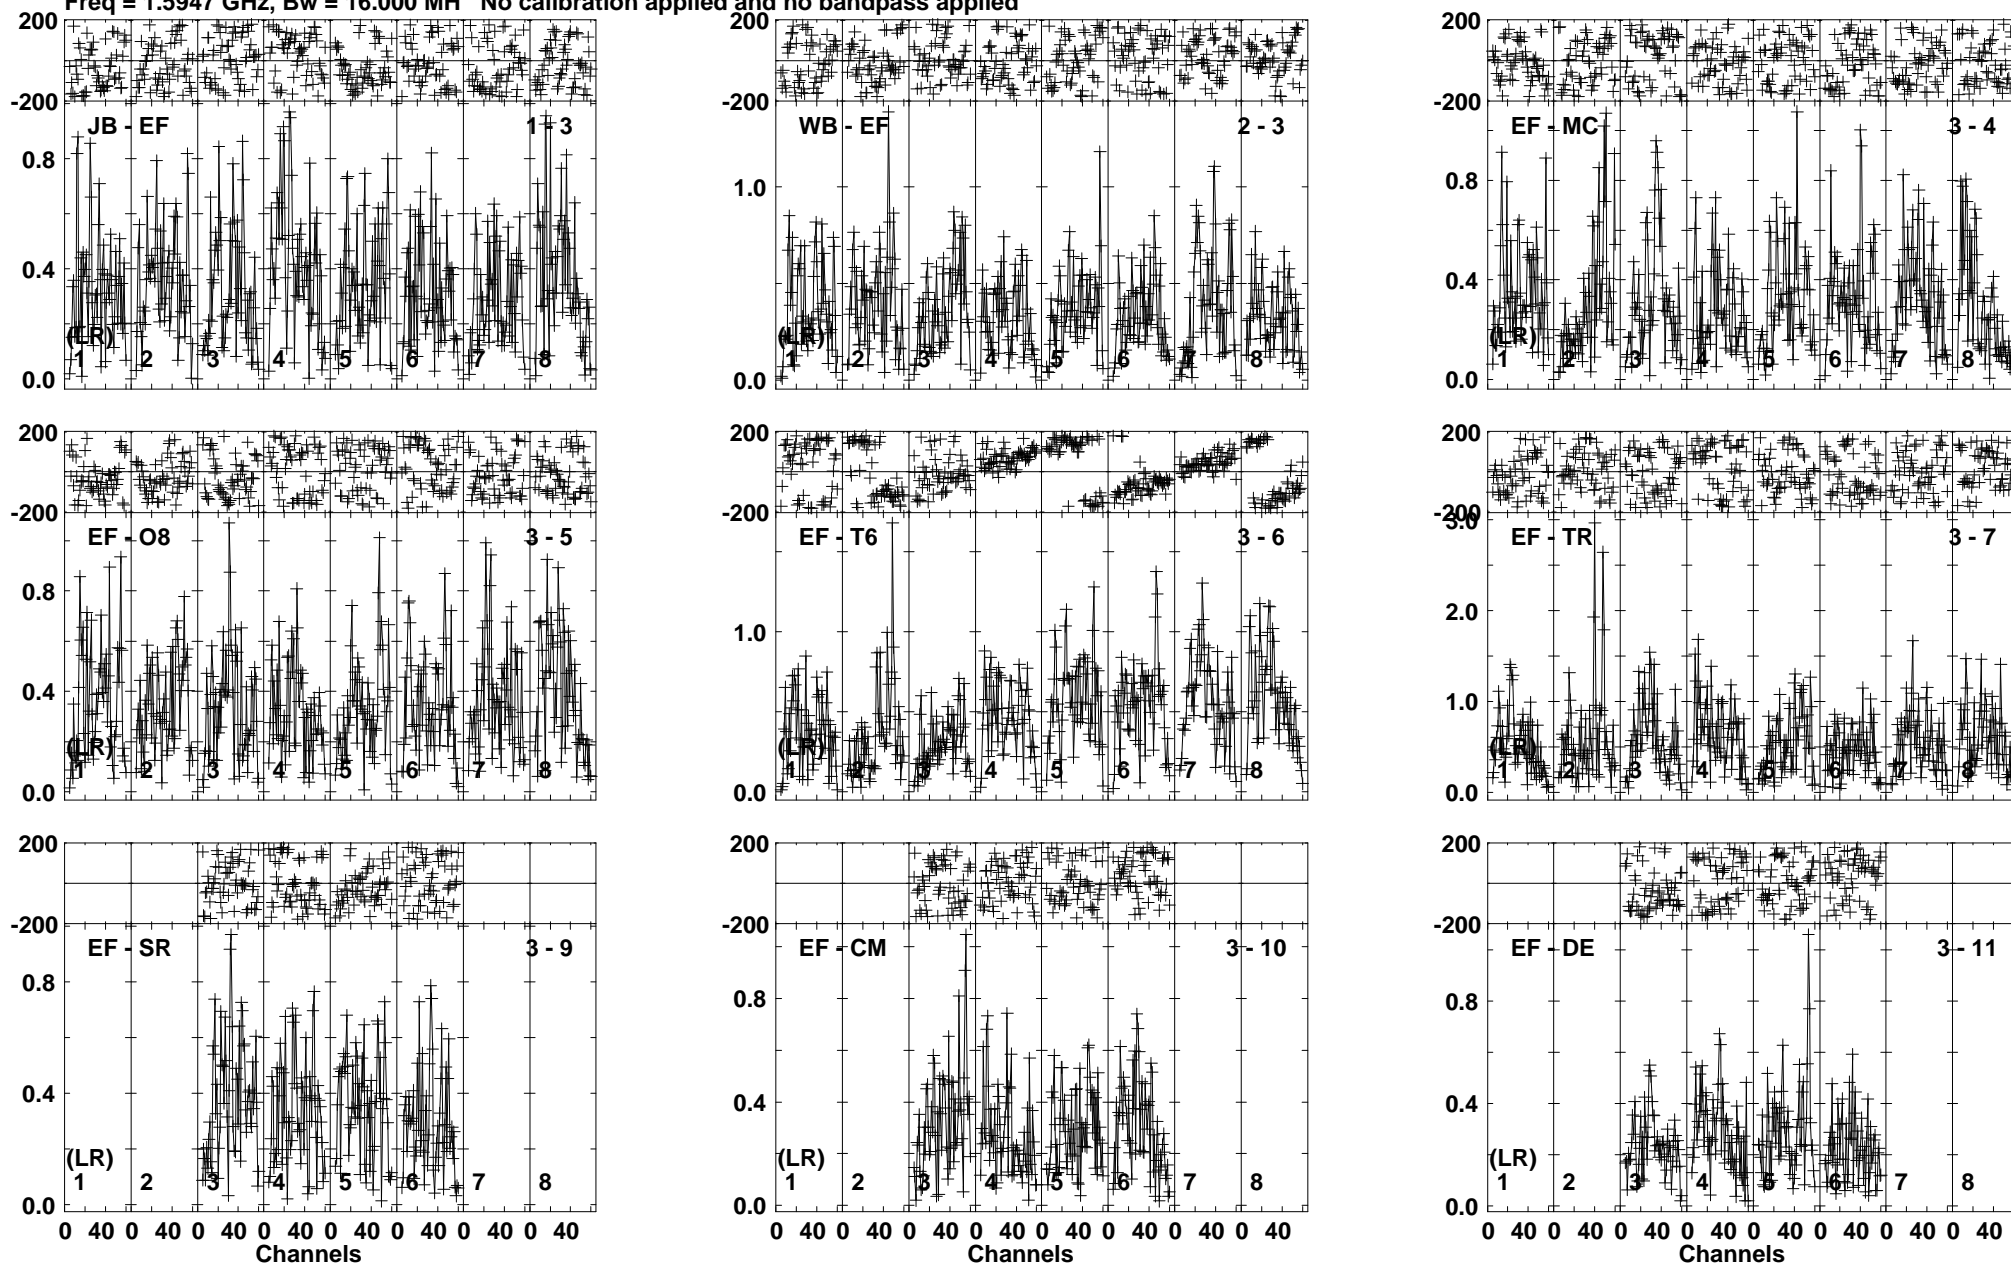 Freq = 1.5947 GHz, Bw = 16.000 MH No calibration applied and no bandpass applied
200 200 200
-200 -200 -200
JB - EF 1 - 3 WB - EF 2 - 3 EF - MC 3 - 4
0.8 1.0 0.8
0.4 0.4
(LR) (LR) (LR)
1 2 3 4 5 6 7 8 1 2 3 4 5 6 7 8 1 2 3 4 5 6 7 8
0.0 0.0 0.0
200 200 200
-200 -200 -200
3.0
EF - O8 3 - 5 EF - T6 3 - 6 EF - TR 3 - 7
0.8 1.0 2.0
0.4 1.0
(LR) (LR) (LR)
1 2 3 4 5 6 7 8 1 2 3 4 5 6 7 8 1 2 3 4 5 6 7 8
0.0 0.0 0.0
200 200 200
-200 -200 -200
EF - SR 3 - 9 EF - CM 3 - 10 EF - DE 3 - 11
0.8 0.8 0.8
0.4 0.4 0.4
(LR) (LR) (LR)
1 2 3 4 5 6 7 8 1 2 3 4 5 6 7 8 1 2 3 4 5 6 7 8
0.0 0.0 0.0
0 40 0 40 0 40 0 40 0 40 0 40 0 40 0 40 0 40 0 40 0 40 0 40 0 40 0 40 0 40 0 40 0 40 0 40 0 40 0 40 0 40 0 40 0 40 0 40
Channels Channels Channels